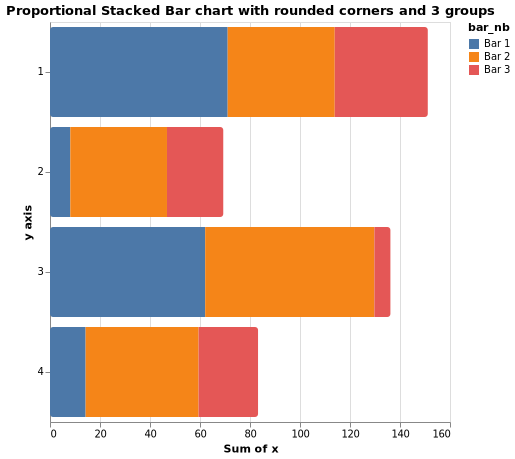 Proportional Stacked Bar chart with rounded corners and 3 groups
bar_nb
Bar 1
Bar 2
Bar 3
y axis
1
2
3
4
0 20 40 60 80 100 120 140 160
Sum of x